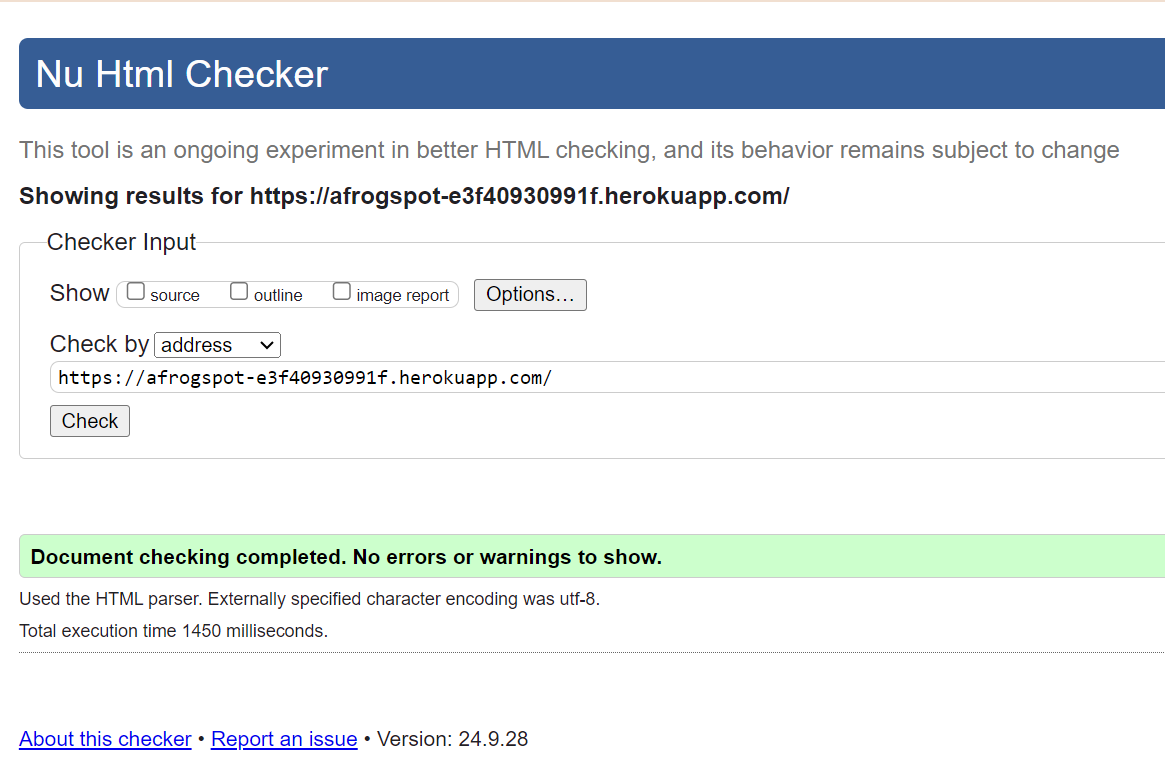 Nu Html Checker
This tool is an ongoing experiment in better HTML checking, and its behavior remains subject to change
Showing results for https://afrogspot-e3f40930991f.herokuapp.com/
Checker Input
Show source outline image report Options…
Check by address
https://afrogspot-e3f40930991f.herokuapp.com/
Check
Document checking completed. No errors or warnings to show.
Used the HTML parser. Externally specified character encoding was utf-8.
Total execution time 1450 milliseconds.
About this checker • Report an issue • Version: 24.9.28